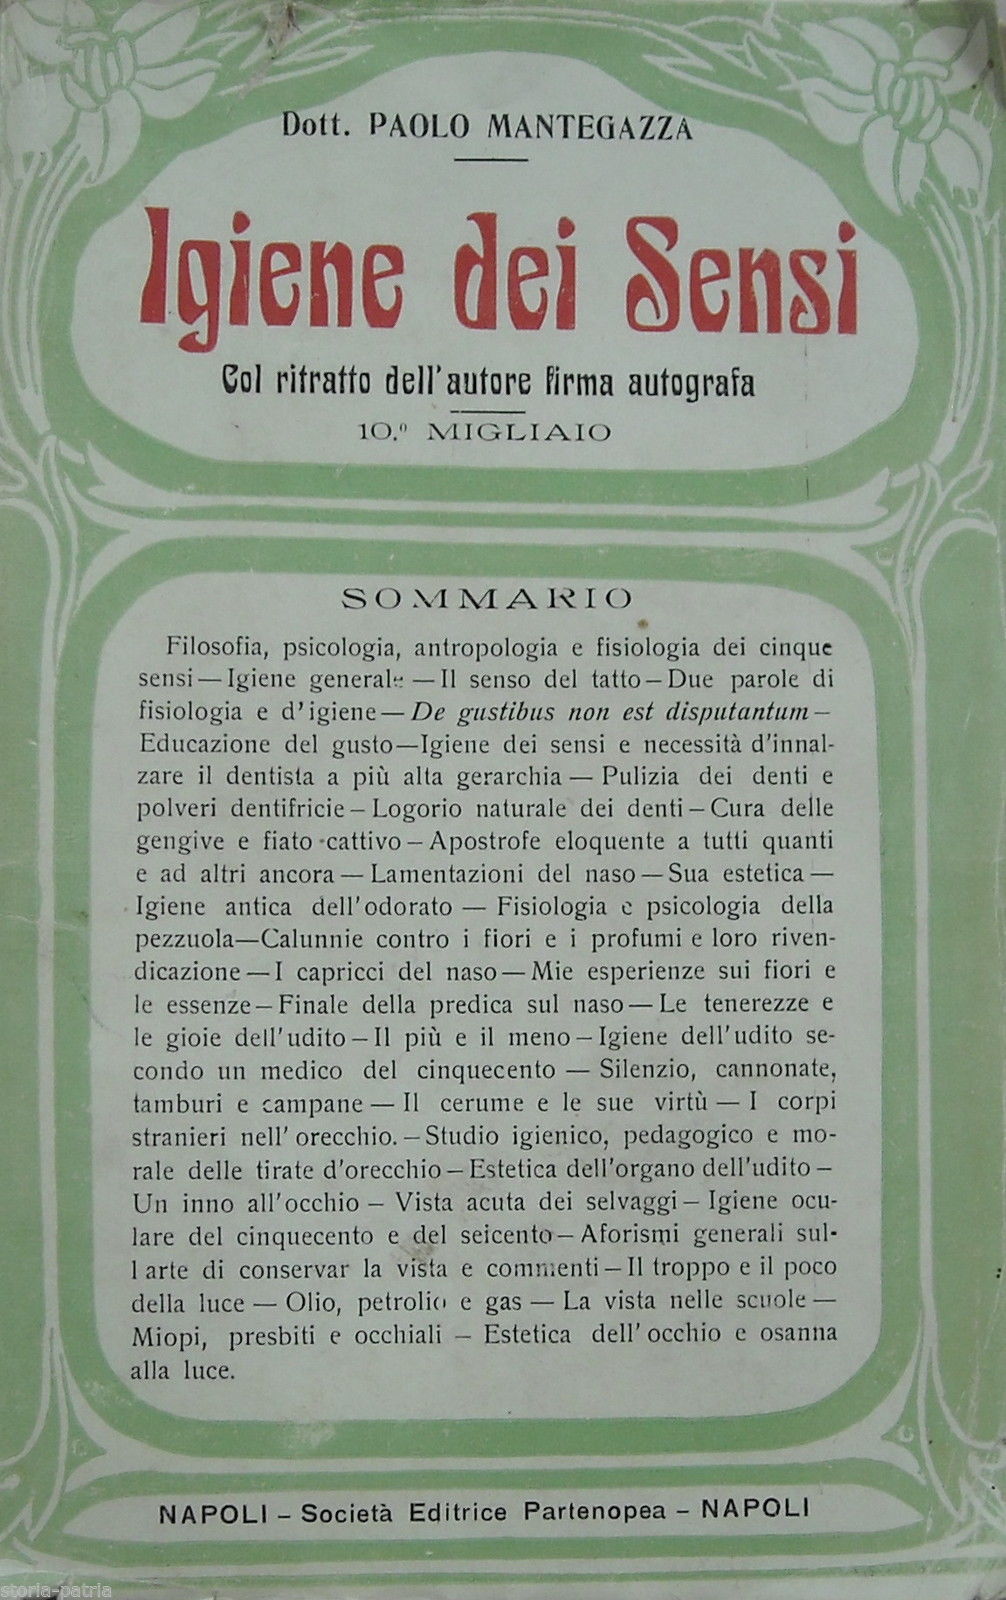 Dott. PAOLO MANTEGAZZA
Igiene dei Sensi
Col ritratto dell'autore firma autografa
10.º MIGLIAIO
SOMMARIO
Filosofia, psicologia, antropologia e fisiologia dei cinque
sensi — Igiene generale — Il senso del tatto – Due parole di
fisiologia e d'igiene — De gustibus non est disputantum –
Educazione del gusto—Igiene dei sensi e necessità d'innal-
zare il dentista a più alta gerarchia — Pulizia dei denti e
polveri dentifricie – Logorio naturale dei denti – Cura delle
gengive e fiato cattivo – Apostrofe eloquente a tutti quanti
e ad altri ancora — Lamentazioni del naso — Sua estetica —
Igiene antica dell'odorato — Fisiologia e psicologia della
pezzuola—Calunnie contro i fiori e i profumi e loro riven-
dicazione — I capricci del naso — Mie esperienze sui fiori e
le essenze – Finale della predica sul naso — Le tenerezze e
le gioie dell'udito – Il più e il meno – Igiene dell'udito se-
condo un medico del cinquecento — Silenzio, cannonate,
tamburi e campane — Il cerume e le sue virtù — I corpi
stranieri nell'orecchio. – Studio igienico, pedagogico e mo-
rale delle tirate d'orecchio – Estetica dell'organo dell'udito –
Un inno all'occhio – Vista acuta dei selvaggi – Igiene ocu-
lare del cinquecento e del seicento – Aforismi generali sul-
l arte di conservar la vista e commenti – Il troppo e il poco
della luce — Olio, petrolio e gas — La vista nelle scuole —
Miopi, presbiti e occhiali – Estetica dell'occhio e osanna
alla luce.
NAPOLI – Società Editrice Partenopea – NAPOLI
storia-patria